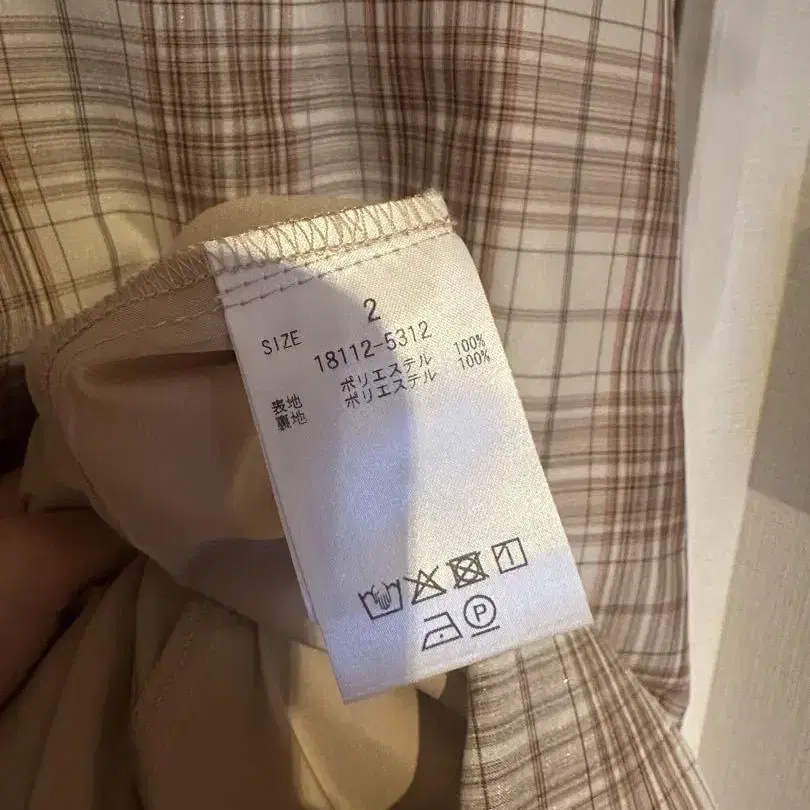 SIZE 2
18112-5312
表地 ポリエステル 100%
裏地 ポリエステル 100%
P